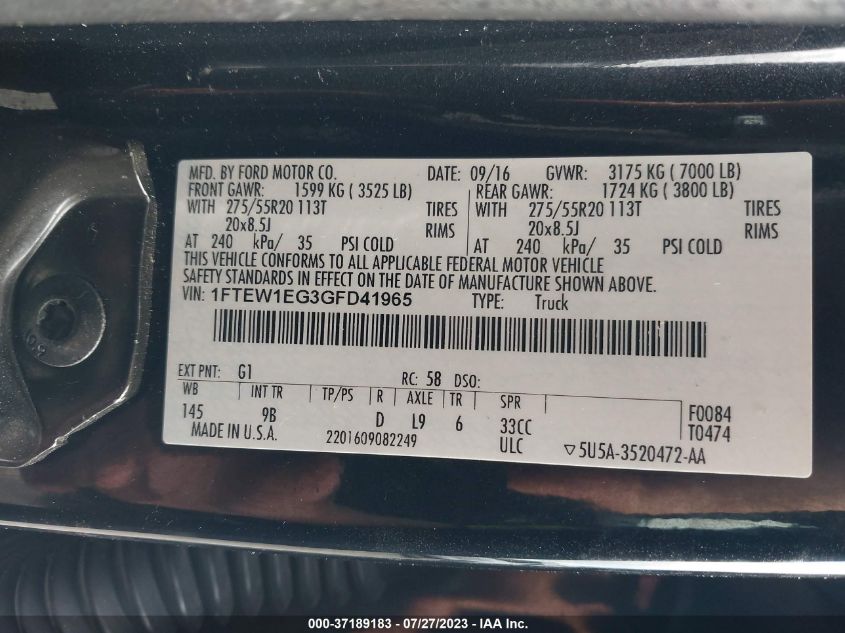 MFD. BY FORD MOTOR CO. DATE: 09/16 GVWR: 3175 KG ( 7000 LB)
FRONT GAWR: 1599 KG ( 3525 LB) REAR GAWR: 1724 KG ( 3800 LB)
WITH 275/55R20 113T TIRES WITH 275/55R20 113T TIRES
20x8.5J RIMS 20x8.5J RIMS
AT 240 kPa/ 35 PSI COLD AT 240 kPa/ 35 PSI COLD
THIS VEHICLE CONFORMS TO ALL APPLICABLE FEDERAL MOTOR VEHICLE
SAFETY STANDARDS IN EFFECT ON THE DATE OF MANUFACTURE SHOWN ABOVE.
VIN: 1FTEW1EG3GFD41965 TYPE: Truck
EXT PNT: G1 RC: 58 DSO:
WB INT TR TP/PS R AXLE TR SPR
145 9B D L9 6 33CC F0084
ULC T0474
MADE IN U.S.A. 2201609082249 5U5A-3520472-AA
000-37189183 - 07/27/2023 - IAA Inc.